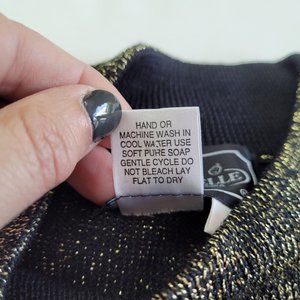 HAND OR
MACHINE WASH IN
COOL WATER USE
SOFT PURE SOAP
GENTLE CYCLE DO
NOT BLEACH LAY
FLAT TO DRY